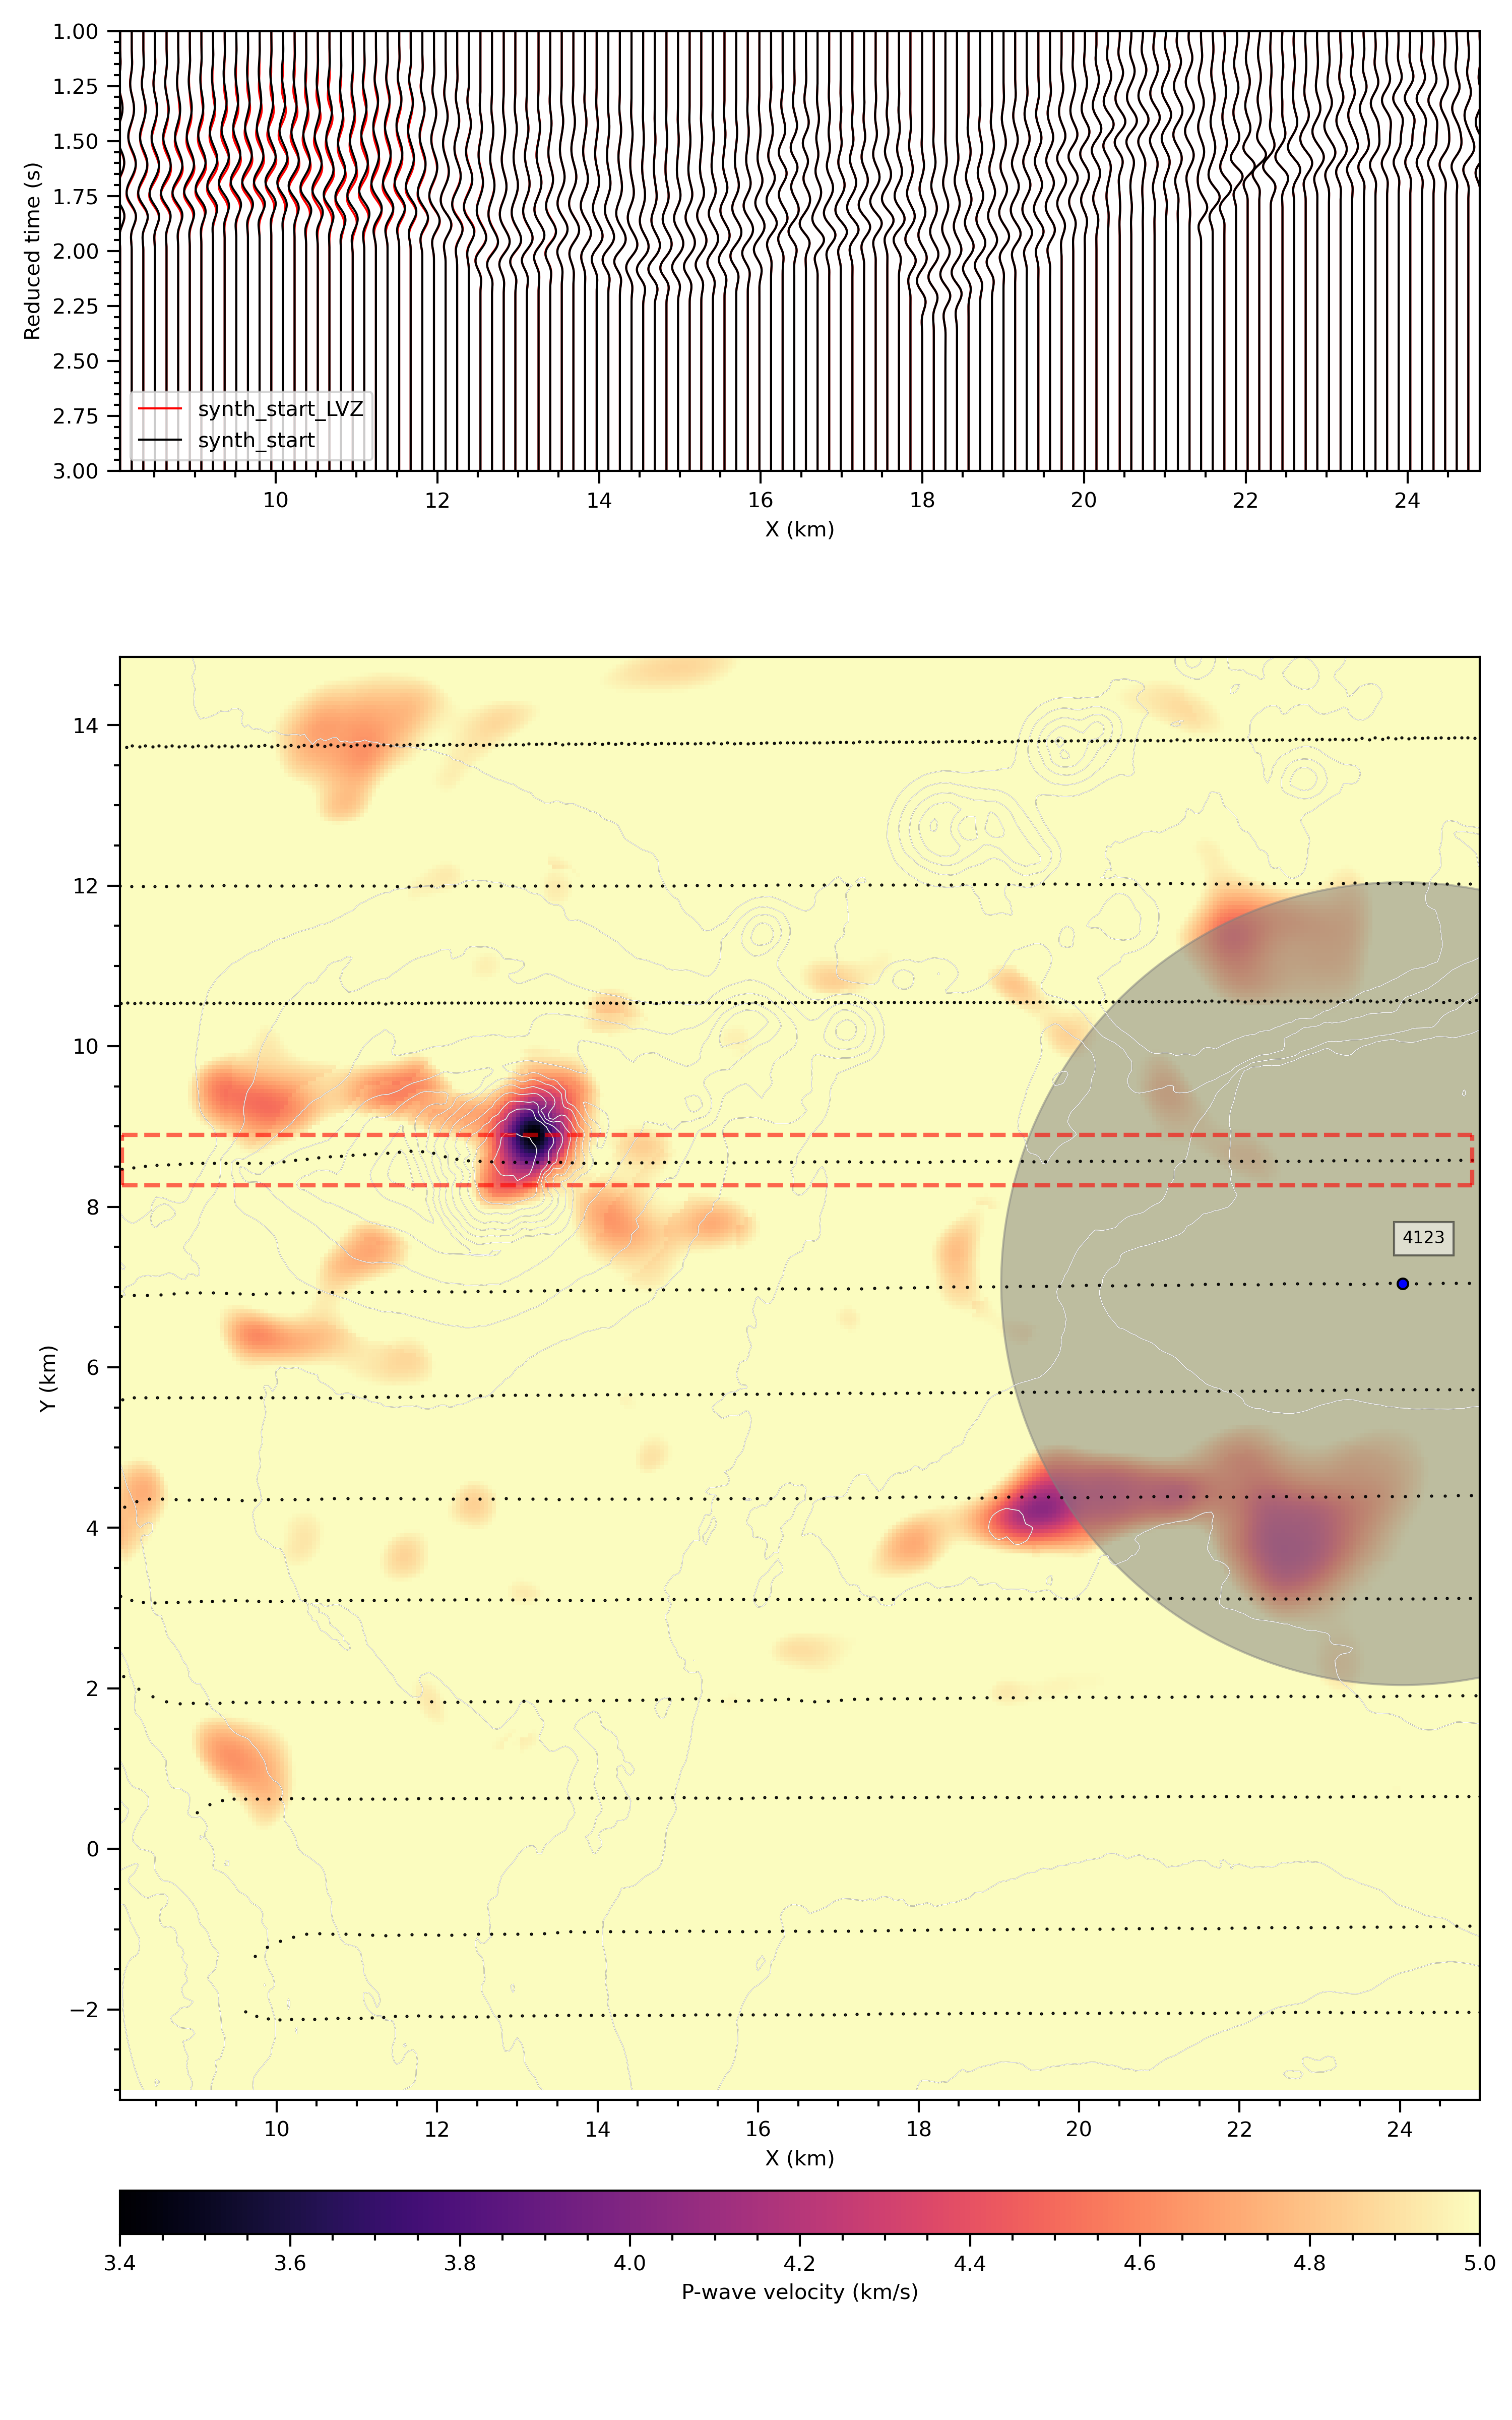 1.00
1.25
1.50
1.75
2.00
2.25
2.50
2.75
3.00
Reduced time (s)
synth_start_LVZ
synth_start
10 12 14 16 18 20 22 24
X (km)
14
12
10
8
6
4
2
0
−2
Y (km)
4123
10 12 14 16 18 20 22 24
X (km)
3.4 3.6 3.8 4.0 4.2 4.4 4.6 4.8 5.0
P-wave velocity (km/s)